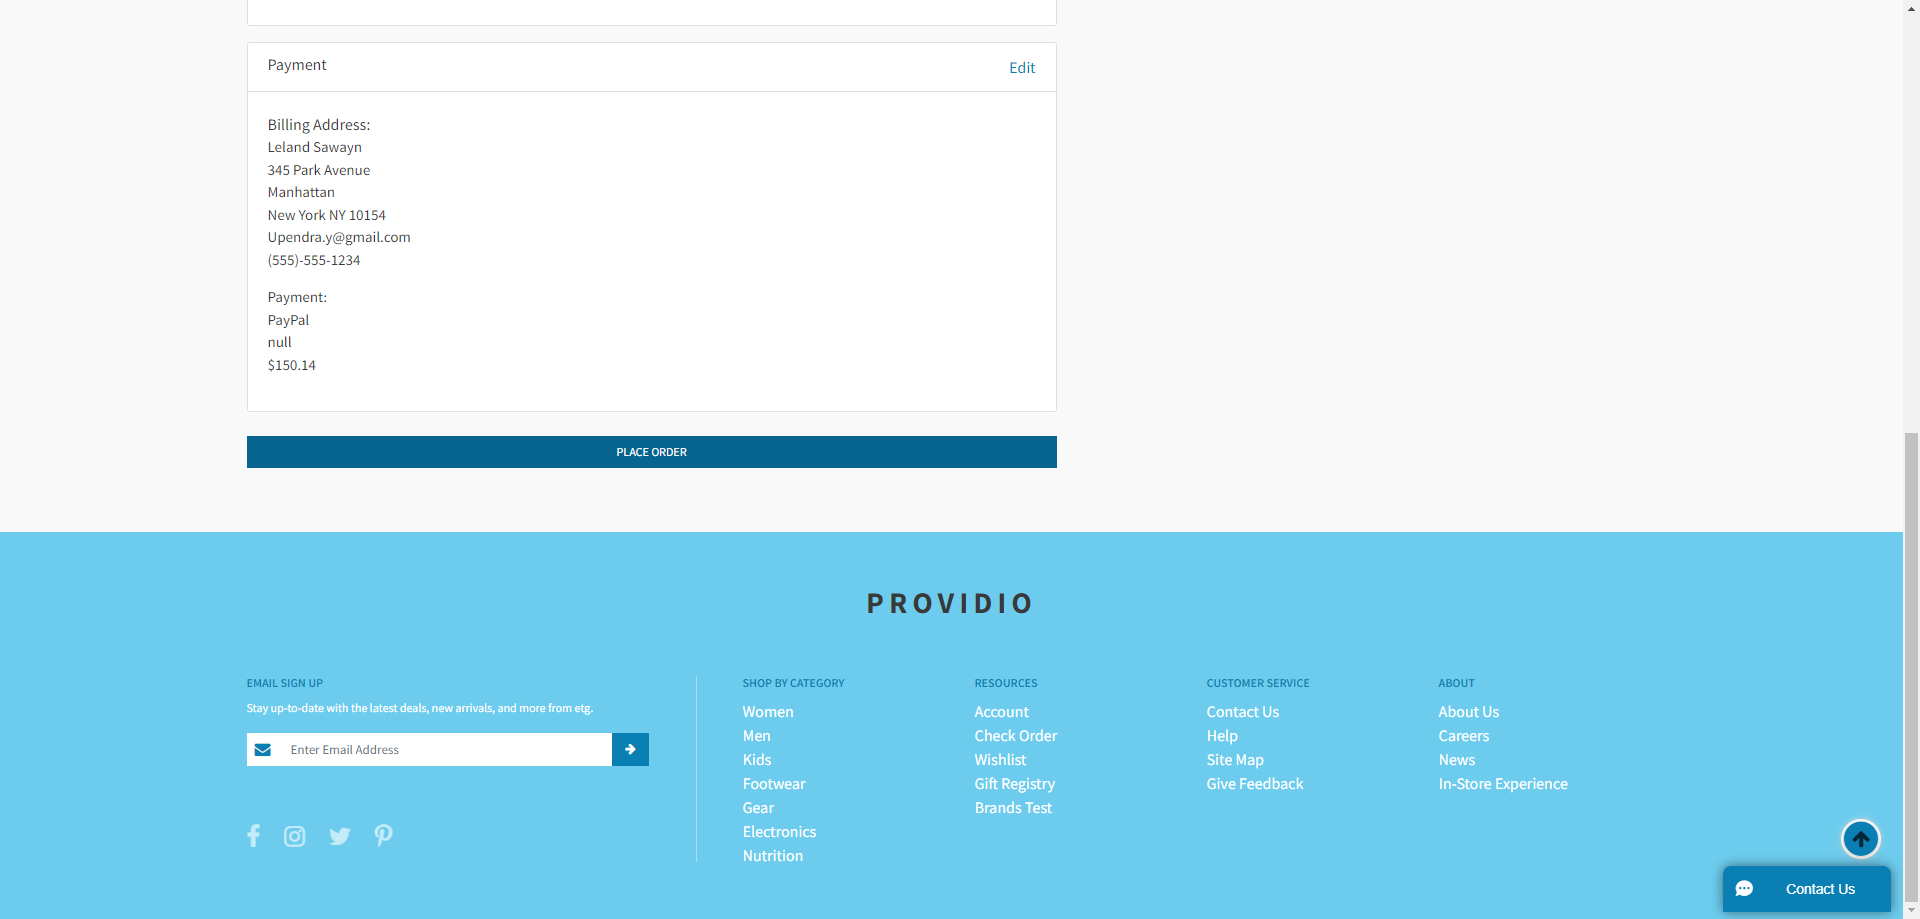 Payment
Edit
Billing Address:
Leland Sawayn
345 Park Avenue
Manhattan
New York NY 10154
Upendra.y@gmail.com
(555)-555-1234
Payment:
PayPal
null
$150.14
PLACE ORDER
PROVIDIO
EMAIL SIGN UP
Stay up-to-date with the latest deals, new arrivals, and more from etg.
Enter Email Address
SHOP BY CATEGORY
Women
Men
Kids
Footwear
Gear
Electronics
Nutrition
RESOURCES
Account
Check Order
Wishlist
Gift Registry
Brands Test
CUSTOMER SERVICE
Contact Us
Help
Site Map
Give Feedback
ABOUT
About Us
Careers
News
In-Store Experience
Contact Us